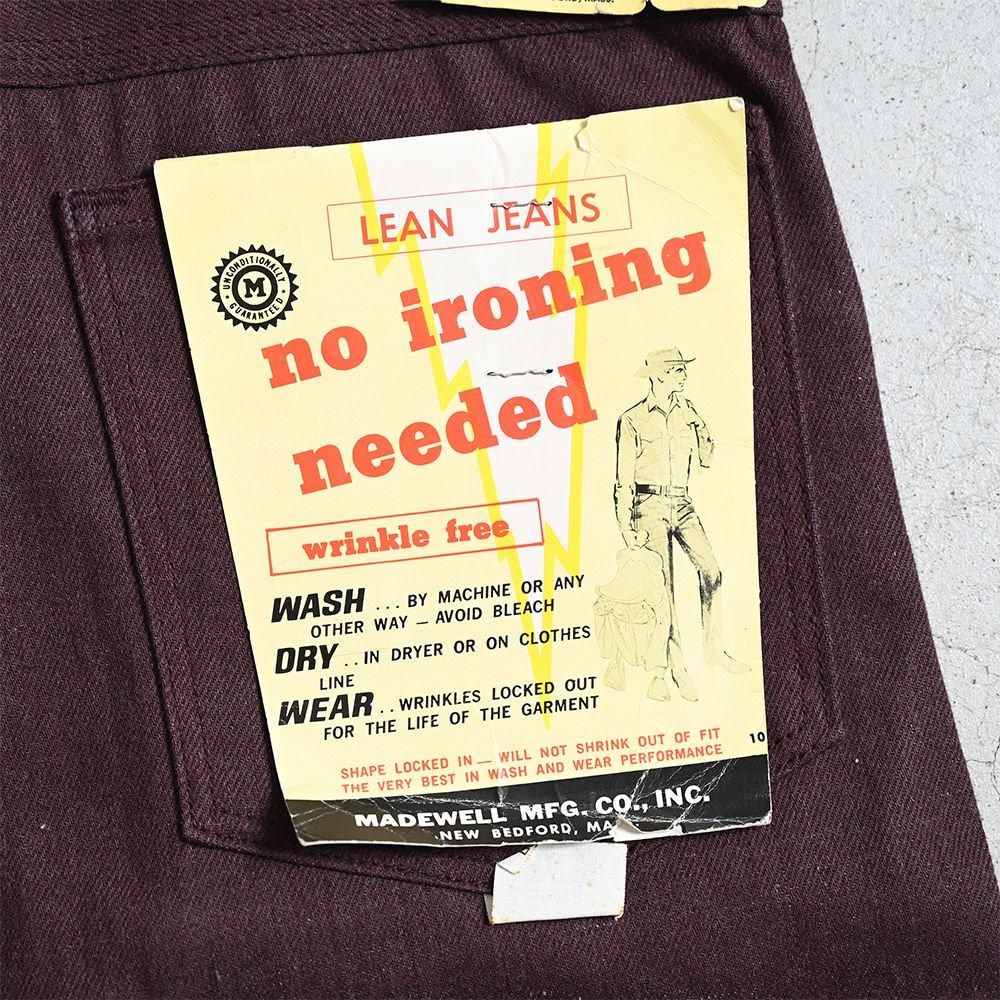 LEAN JEANS
UNCONDITIONALLY
M
GUARANTEED
no ironing
needed
wrinkle free
WASH ... BY MACHINE OR ANY
OTHER WAY — AVOID BLEACH
DRY .. IN DRYER OR ON CLOTHES
LINE
WEAR .. WRINKLES LOCKED OUT
FOR THE LIFE OF THE GARMENT
SHAPE LOCKED IN — WILL NOT SHRINK OUT OF FIT
THE VERY BEST IN WASH AND WEAR PERFORMANCE
10
MADEWELL MFG. CO., INC.
NEW BEDFORD, MA